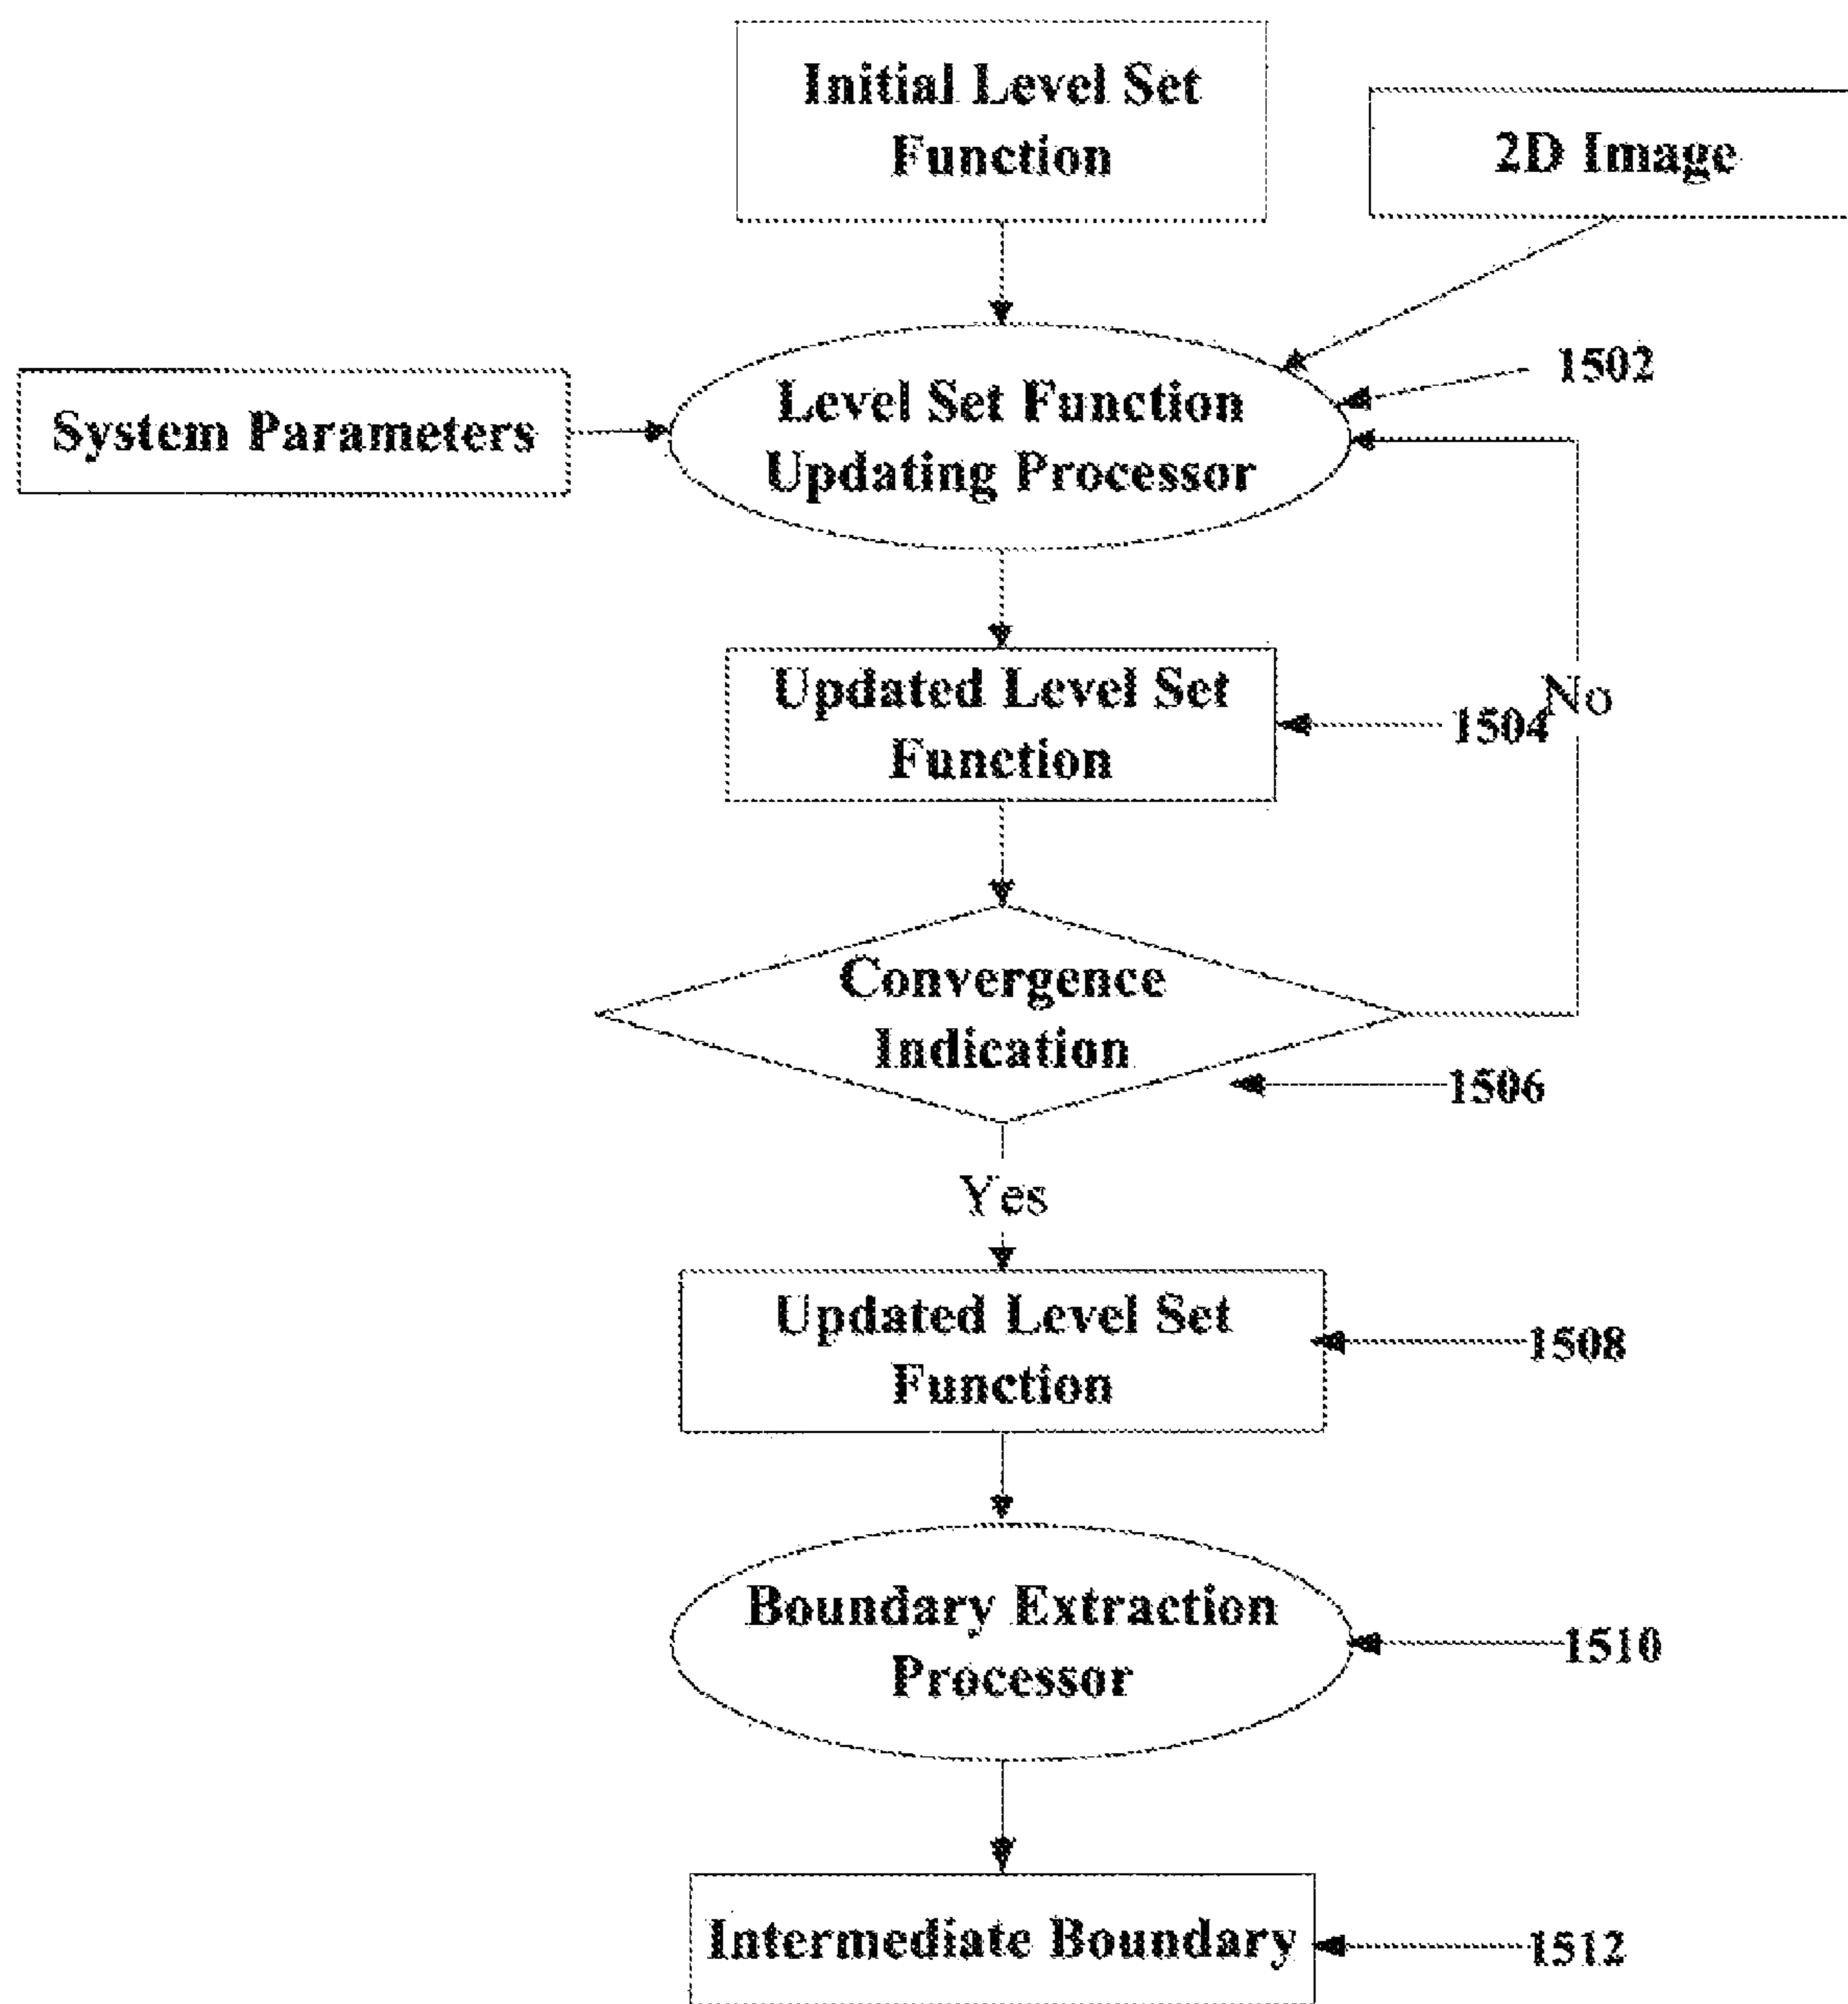 Initial Level Set
Function
2D Image
1502
System Parameters
Level Set Function
Updating Processor
Updated Level Set
Function
1504
No
Convergence
Indication
1506
Yes
Updated Level Set
Function
1508
Boundary Extraction
Processor
1510
Intermediate Boundary
1512